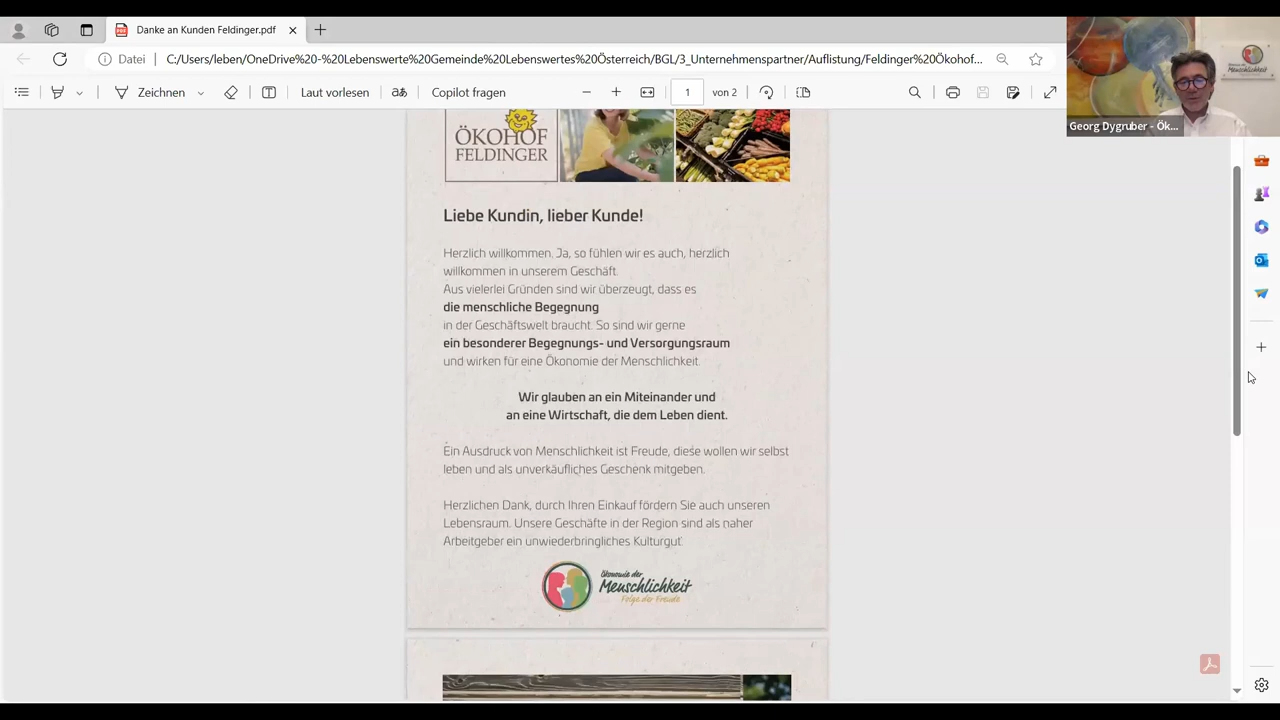 Danke an Kunden Feldinger.pdf
Datei
C:/Users/leben/OneDrive%20-%20Lebenswerte%20Gemeinde%20Lebenswertes%20Österreich/BGL/3_Unternehmenspartner/Auflistung/Feldinger%20Ökohof...
Zeichnen
Laut vorlesen
aあ
Copilot fragen
1
von 2
Georg Dygruber - Ök...
Menschlichkeit
ÖKOHOF
FELDINGER
Liebe Kundin, lieber Kunde!
Herzlich willkommen. Ja, so fühlen wir es auch, herzlich
willkommen in unserem Geschäft.
Aus vielerlei Gründen sind wir überzeugt, dass es
die menschliche Begegnung
in der Geschäftswelt braucht. So sind wir gerne
ein besonderer Begegnungs- und Versorgungsraum
und wirken für eine Ökonomie der Menschlichkeit.
Wir glauben an ein Miteinander und
an eine Wirtschaft, die dem Leben dient.
Ein Ausdruck von Menschlichkeit ist Freude, diese wollen wir selbst
leben und als unverkäufliches Geschenk mitgeben.
Herzlichen Dank, durch Ihren Einkauf fördern Sie auch unseren
Lebensraum. Unsere Geschäfte in der Region sind als naher
Arbeitgeber ein unwiederbringliches Kulturgut.
Ökonomie der
Menschlichkeit
Folge der Freude